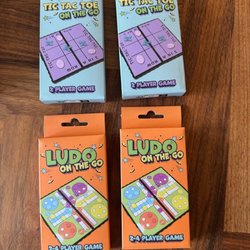 TIC TAC TOE
ON THE GO
2 PLAYER GAME
TIC TAC TOE
ON THE GO
2 PLAYER GAME
LUDO
ON THE GO
2-4 PLAYER GAME
LUDO
ON THE GO
2-4 PLAYER GAME